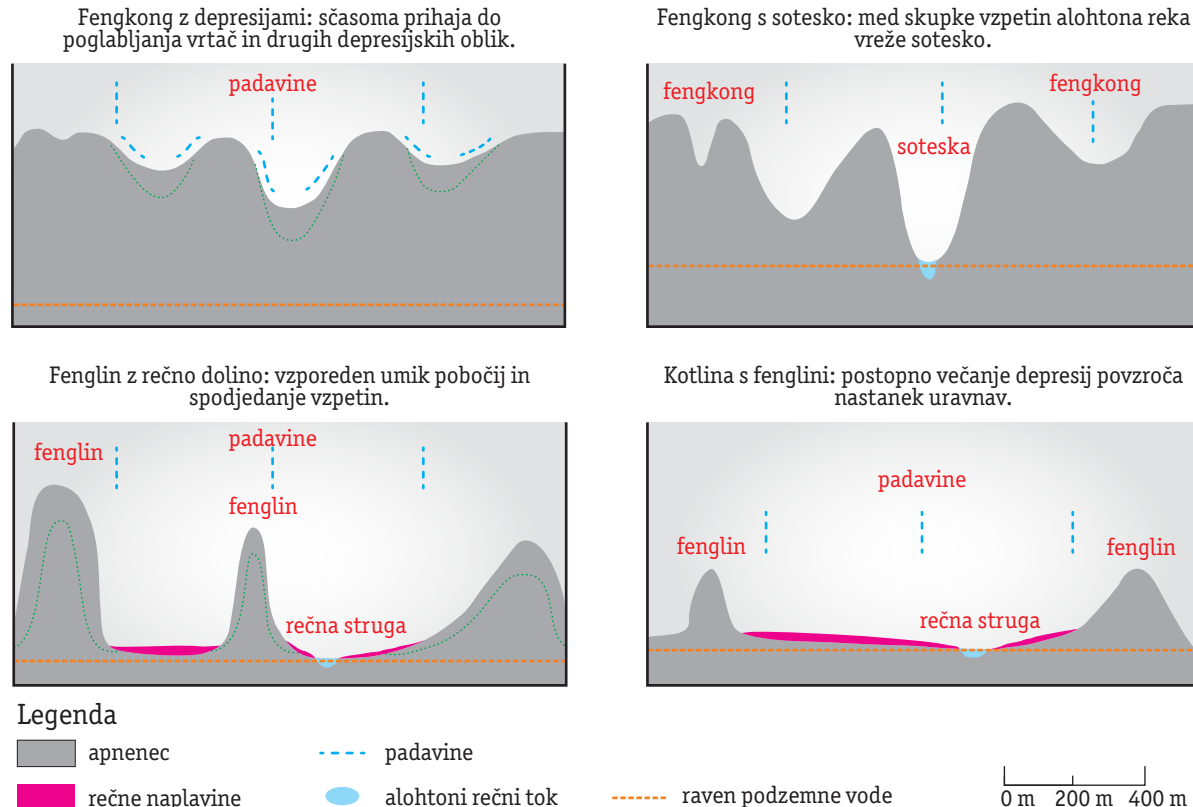 Fengkong z depresijami: sčasoma prihaja do
poglabljanja vrtač in drugih depresijskih oblik.
padavine
Fengkong s sotesko: med skupke vzpetin alohtona reka
vreže sotesko.
fengkong
fengkong
soteska
Fenglin z rečno dolino: vzporeden umik pobočij in
spodjedanje vzpetin.
padavine
fenglin
fenglin
rečna struga
Kotlina s fenglini: postopno večanje depresij povzroča
nastanek uravnav.
padavine
fenglin
fenglin
rečna struga
Legenda
apnenec
padavine
rečne naplavine
alohtoni rečni tok
raven podzemne vode
0 m 200 m 400 m